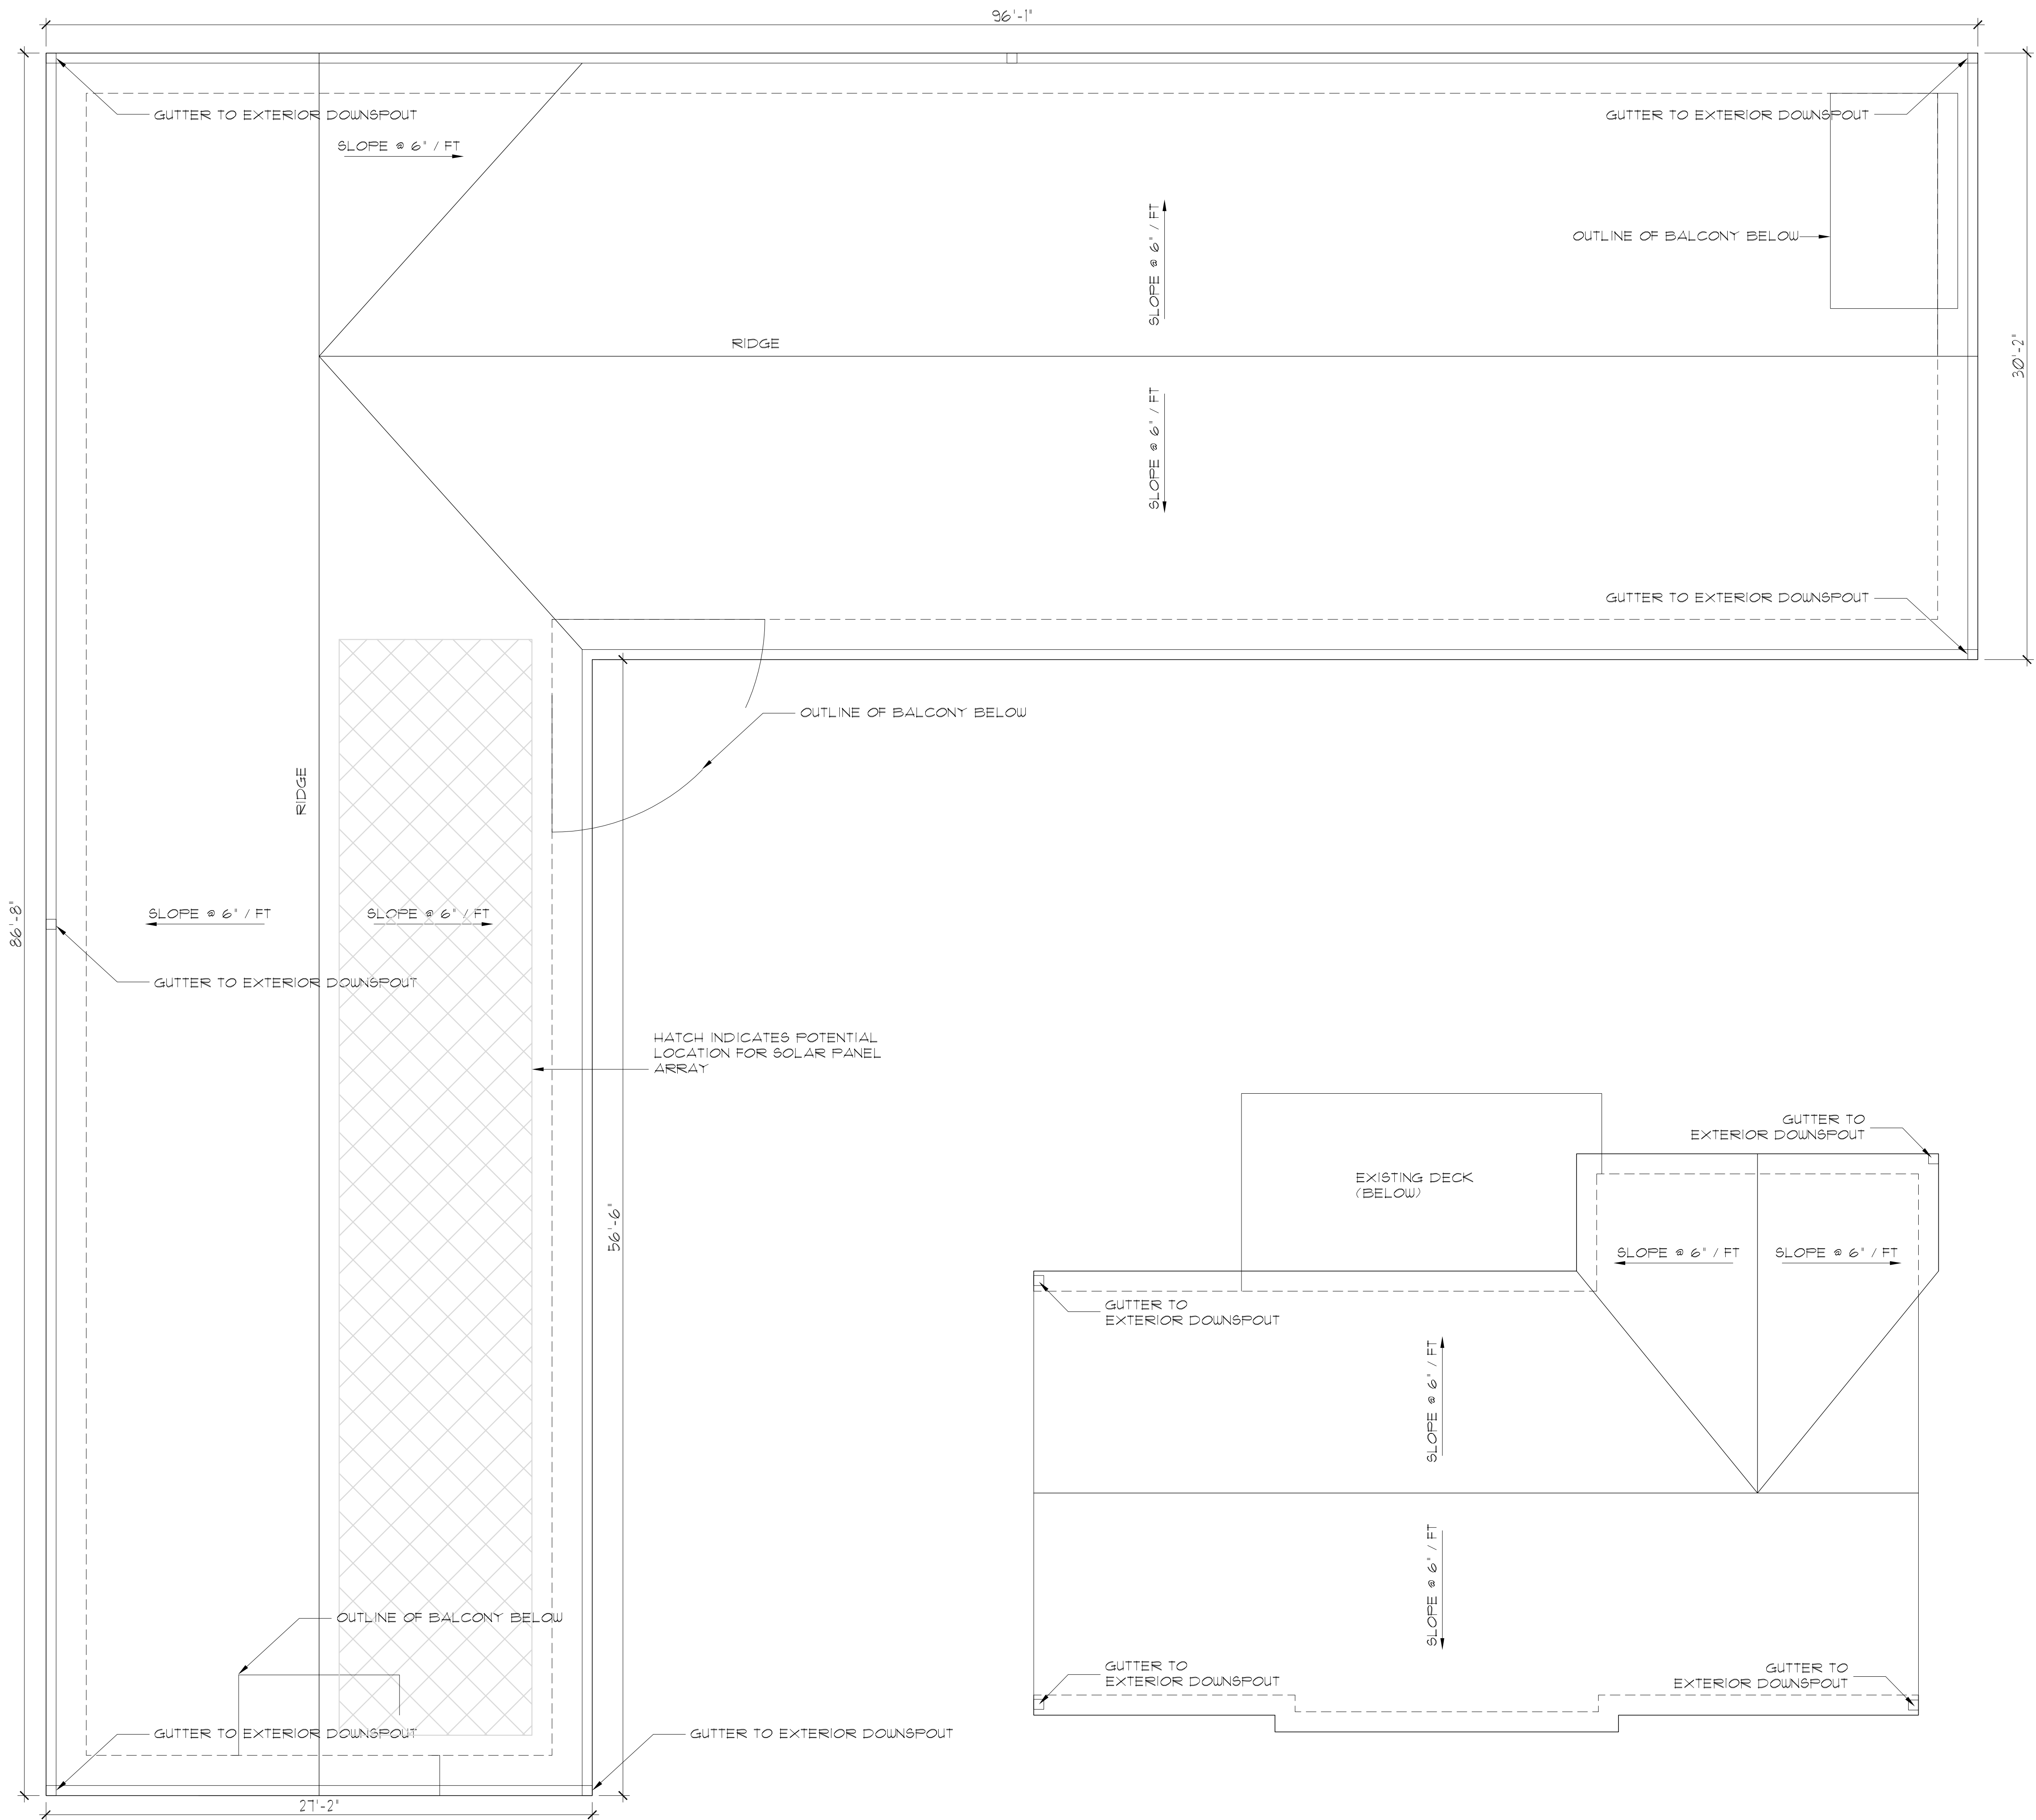 96'-1"
GUTTER TO EXTERIOR DOWNSPOUT
GUTTER TO EXTERIOR DOWNSPOUT
SLOPE @ 6" / FT
SLOPE @ 6" / FT
OUTLINE OF BALCONY BELOW
RIDGE
30'-2"
SLOPE @ 6" / FT
GUTTER TO EXTERIOR DOWNSPOUT
OUTLINE OF BALCONY BELOW
RIDGE
86'-8"
SLOPE @ 6" / FT
SLOPE @ 6" / FT
GUTTER TO EXTERIOR DOWNSPOUT
HATCH INDICATES POTENTIAL
LOCATION FOR SOLAR PANEL
ARRAY
56'-6"
GUTTER TO
EXTERIOR DOWNSPOUT
EXISTING DECK
(BELOW)
SLOPE @ 6" / FT
SLOPE @ 6" / FT
GUTTER TO
EXTERIOR DOWNSPOUT
SLOPE @ 6" / FT
SLOPE @ 6" / FT
OUTLINE OF BALCONY BELOW
GUTTER TO
EXTERIOR DOWNSPOUT
GUTTER TO
EXTERIOR DOWNSPOUT
GUTTER TO EXTERIOR DOWNSPOUT
GUTTER TO EXTERIOR DOWNSPOUT
27'-2"